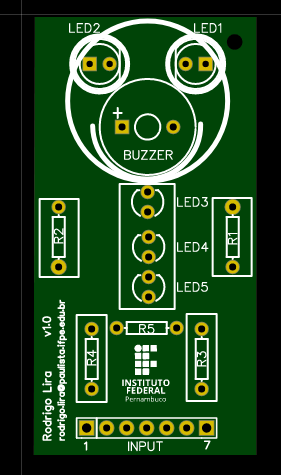 LED2
LED1
+
BUZZER
LED3
R2
R1
LED4
LED5
R5
R4
R3
INSTITUTO
FEDERAL
Pernambuco
Rodrigo Lira v1.0
rodrigo.lira@paulista.ifpe.edu.br
1 INPUT 7